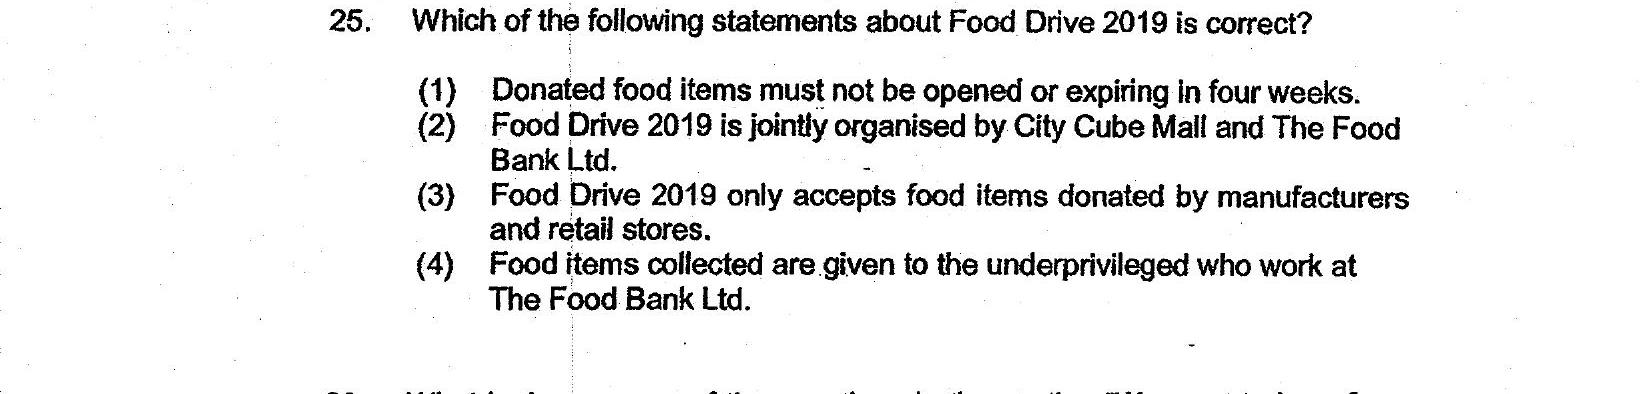 25. Which of the following statements about Food Drive 2019 is correct?
(1) Donated food items must not be opened or expiring in four weeks.
(2) Food Drive 2019 is jointly organised by City Cube Mall and The Food
Bank Ltd.
(3) Food Drive 2019 only accepts food items donated by manufacturers
and retail stores.
(4) Food items collected are given to the underprivileged who work at
The Food Bank Ltd.